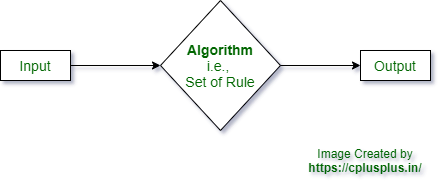 Input
Algorithm
i.e.,
Set of Rule
Output
Image Created by
https://cplusplus.in/